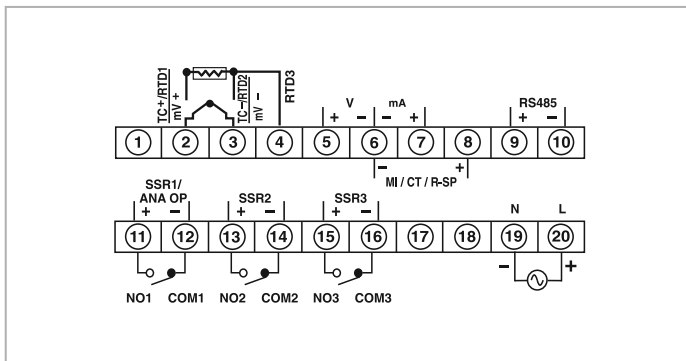 TC+/RTD1
mV +
TC-/RTD2
mV -
RTD3
V
mA
RS485
+ - - + + -
1 2 3 4 5 6 7 8 9 10
- +
MI / CT / R-SP
SSR1/
ANA OP
SSR2
SSR3
N
L
+ - + - + -
11 12 13 14 15 16 17 18 19 20
- +
NO1 COM1 NO2 COM2 NO3 COM3